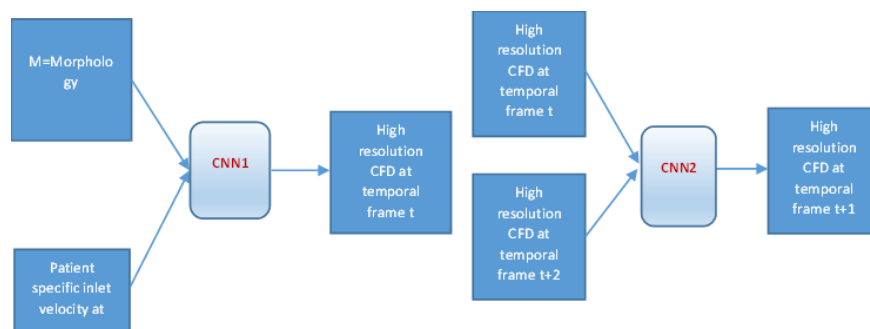 M=Morpholo
gy
CNN1
Patient
specific inlet
velocity at
High
resolution
CFD at
temporal
frame t
High
resolution
CFD at
temporal
frame t
High
resolution
CFD at
temporal
frame t+2
CNN2
High
resolution
CFD at
temporal
frame t+1